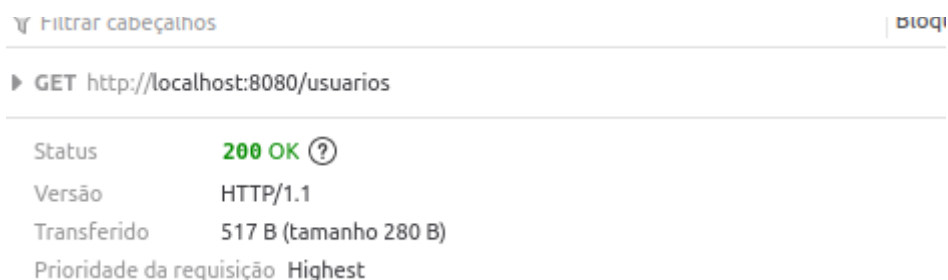 Filtrar cabeçalhos
Bloqu
GET http://localhost:8080/usuarios
Status 200 OK ?
Versão HTTP/1.1
Transferido 517 B (tamanho 280 B)
Prioridade da requisição Highest